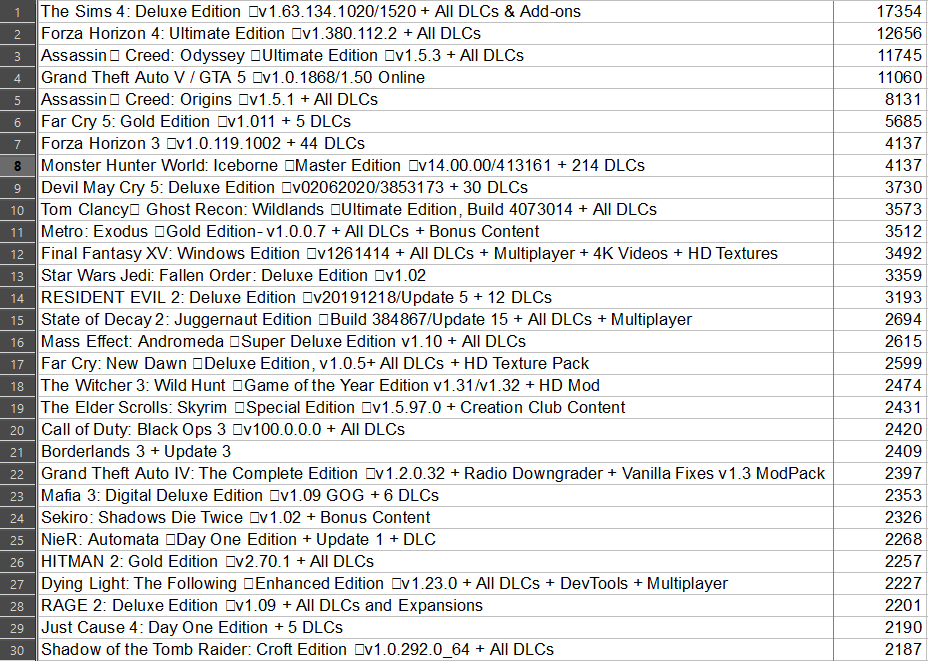 1 The Sims 4: Deluxe Edition □v1.63.134.1020/1520 + All DLCs & Add-ons 17354
2 Forza Horizon 4: Ultimate Edition □v1.380.112.2 + All DLCs 12656
3 Assassin□ Creed: Odyssey □Ultimate Edition □v1.5.3 + All DLCs 11745
4 Grand Theft Auto V / GTA 5 □v1.0.1868/1.50 Online 11060
5 Assassin□ Creed: Origins □v1.5.1 + All DLCs 8131
6 Far Cry 5: Gold Edition □v1.011 + 5 DLCs 5685
7 Forza Horizon 3 □v1.0.119.1002 + 44 DLCs 4137
8 Monster Hunter World: Iceborne □Master Edition □v14.00.00/413161 + 214 DLCs 4137
9 Devil May Cry 5: Deluxe Edition □v02062020/3853173 + 30 DLCs 3730
10 Tom Clancy□ Ghost Recon: Wildlands □Ultimate Edition, Build 4073014 + All DLCs 3573
11 Metro: Exodus □Gold Edition- v1.0.0.7 + All DLCs + Bonus Content 3512
12 Final Fantasy XV: Windows Edition □v1261414 + All DLCs + Multiplayer + 4K Videos + HD Textures 3492
13 Star Wars Jedi: Fallen Order: Deluxe Edition □v1.02 3359
14 RESIDENT EVIL 2: Deluxe Edition □v20191218/Update 5 + 12 DLCs 3193
15 State of Decay 2: Juggernaut Edition □Build 384867/Update 15 + All DLCs + Multiplayer 2694
16 Mass Effect: Andromeda □Super Deluxe Edition v1.10 + All DLCs 2615
17 Far Cry: New Dawn □Deluxe Edition, v1.0.5+ All DLCs + HD Texture Pack 2599
18 The Witcher 3: Wild Hunt □Game of the Year Edition v1.31/v1.32 + HD Mod 2474
19 The Elder Scrolls: Skyrim □Special Edition □v1.5.97.0 + Creation Club Content 2431
20 Call of Duty: Black Ops 3 □v100.0.0.0 + All DLCs 2420
21 Borderlands 3 + Update 3 2409
22 Grand Theft Auto IV: The Complete Edition □v1.2.0.32 + Radio Downgrader + Vanilla Fixes v1.3 ModPack 2397
23 Mafia 3: Digital Deluxe Edition □v1.09 GOG + 6 DLCs 2353
24 Sekiro: Shadows Die Twice □v1.02 + Bonus Content 2326
25 NieR: Automata □Day One Edition + Update 1 + DLC 2268
26 HITMAN 2: Gold Edition □v2.70.1 + All DLCs 2257
27 Dying Light: The Following □Enhanced Edition □v1.23.0 + All DLCs + DevTools + Multiplayer 2227
28 RAGE 2: Deluxe Edition □v1.09 + All DLCs and Expansions 2201
29 Just Cause 4: Day One Edition + 5 DLCs 2190
30 Shadow of the Tomb Raider: Croft Edition □v1.0.292.0_64 + All DLCs 2187